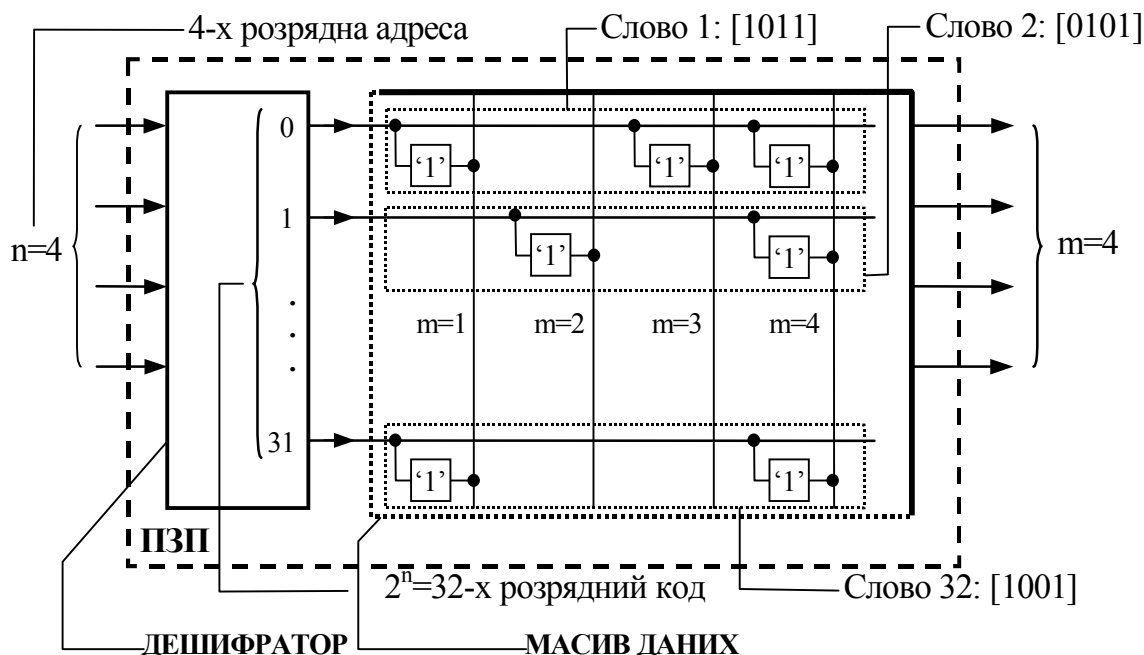 4-х розрядна адреса
Слово 1: [1011]
Слово 2: [0101]
0
‘1’
‘1’
‘1’
1
‘1’
‘1’
n=4
m=4
m=1
m=2
m=3
m=4
.
.
.
31
‘1’
‘1’
ПЗП
2ⁿ=32-х розрядний код
Слово 32: [1001]
ДЕШИФРАТОР
МАСИВ ДАНИХ